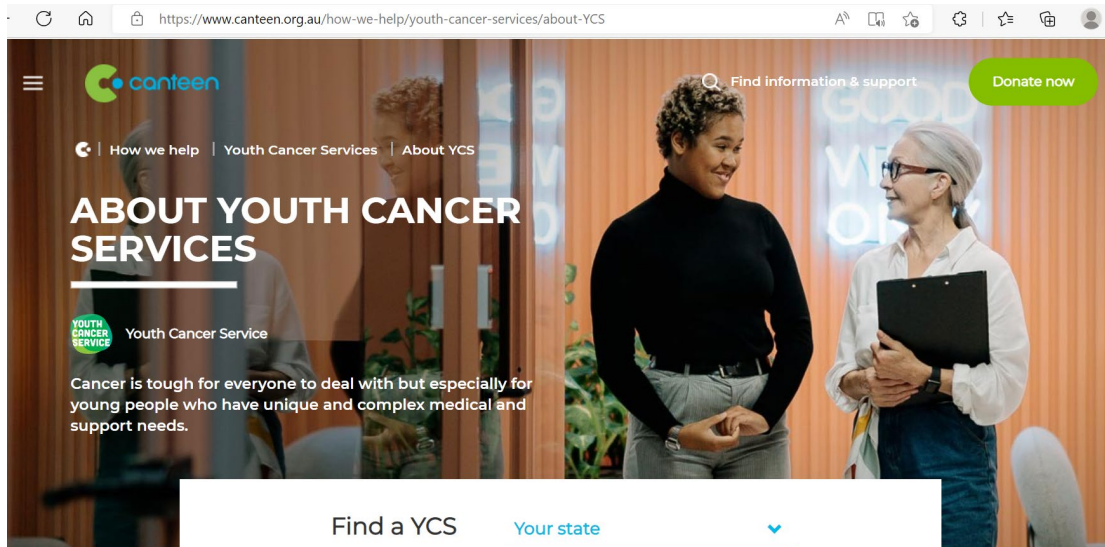 https://www.canteen.org.au/how-we-help/youth-cancer-services/about-YCS
canteen
Find information & support
Donate now
How we help | Youth Cancer Services | About YCS
ABOUT YOUTH CANCER
SERVICES
YOUTH
CANCER
SERVICE
Youth Cancer Service
Cancer is tough for everyone to deal with but especially for
young people who have unique and complex medical and
support needs.
GOOD
Find a YCS
Your state